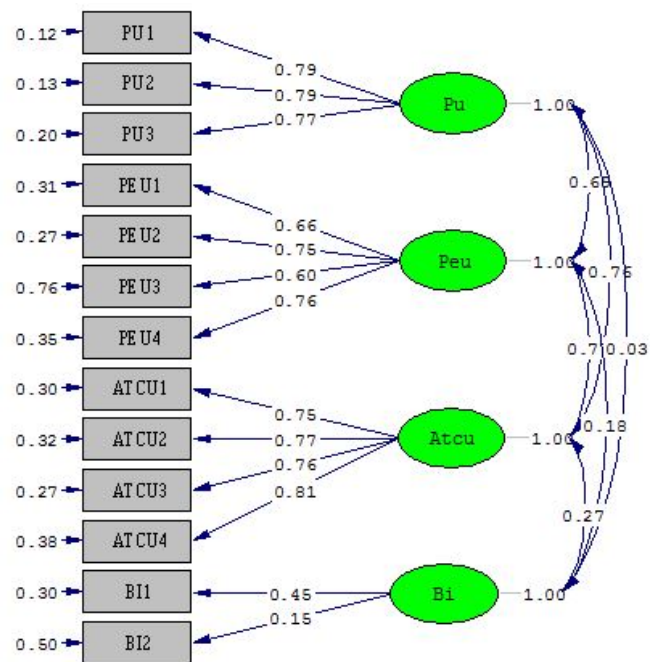 0.12 PU1
0.79
0.13 PU2
0.79
Pu 1.00
0.20 PU3
0.77
0.31 PEU1
0.65
0.66
0.27 PEU2
0.75
Peu 1.00
0.76 PEU3
0.60
0.76
0.76
0.35 PEU4
0.03
0.30 ATCU1
0.75
0.18
0.32 ATCU2
0.77
Atcu 1.00
0.27 ATCU3
0.76
0.81
0.38 ATCU4
0.27
0.30 BI1
0.45
Bi 1.00
0.15
0.50 BI2